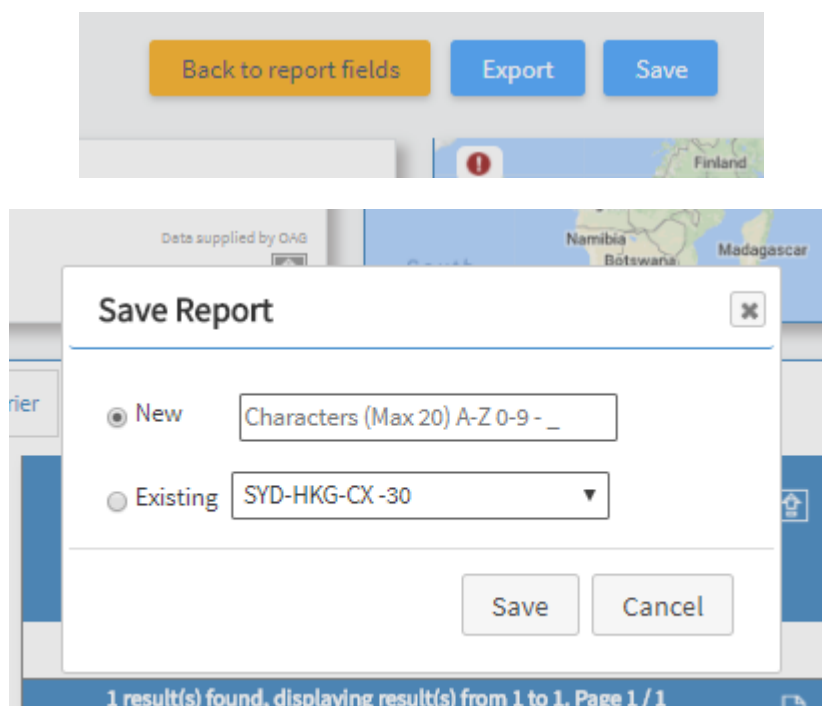 Back to report fields Export Save
Finland
Data supplied by OAG
Namibia
Botswana
Madagascar
Save Report
rier
New Characters (Max 20) A-Z 0-9 - _
Existing SYD-HKG-CX -30
Save Cancel
1 result(s) found, displaying result(s) from 1 to 1. Page 1 / 1